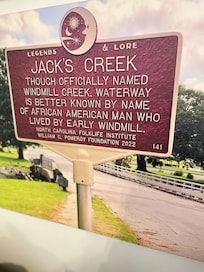 LEGENDS & LORE
JACK'S CREEK
THOUGH OFFICIALLY NAMED
WINDMILL CREEK, WATERWAY
IS BETTER KNOWN BY NAME
OF AFRICAN AMERICAN MAN WHO
LIVED BY EARLY WINDMILL.
NORTH CAROLINA FOLKLIFE INSTITUTE
WILLIAM G. POMEROY FOUNDATION 2022
141